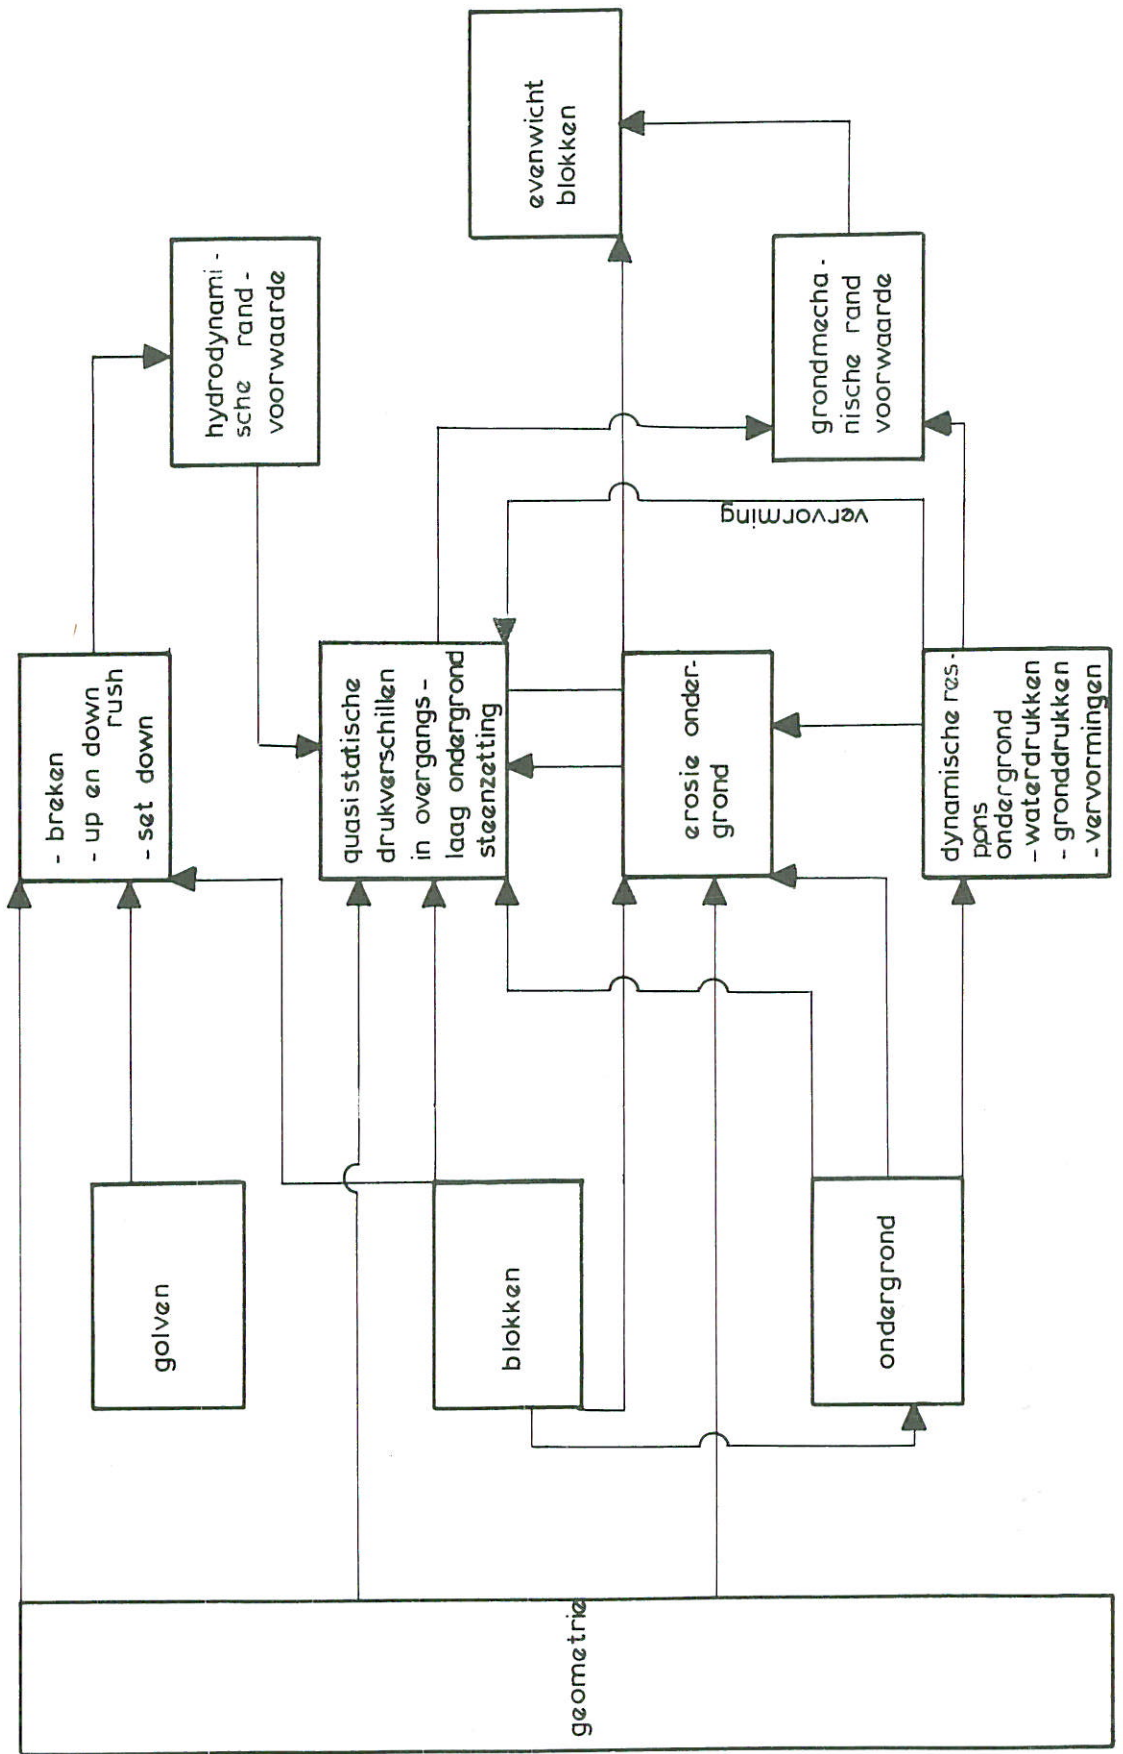 geometrie
golven
blokken
ondergrond
- breken
- up en down
rush
- set down
quasistatische
drukverschillen
in overgangs-
laag ondergrond
steenzetting
erosie onder-
grond
dynamische res-
pons
ondergrond
- waterdrukken
- gronddrukken
- vervormingen
vervorming
hydrodynami-
sche rand-
voorwaarde
grondmecha-
nische rand
voorwaarde
evenwicht
blokken